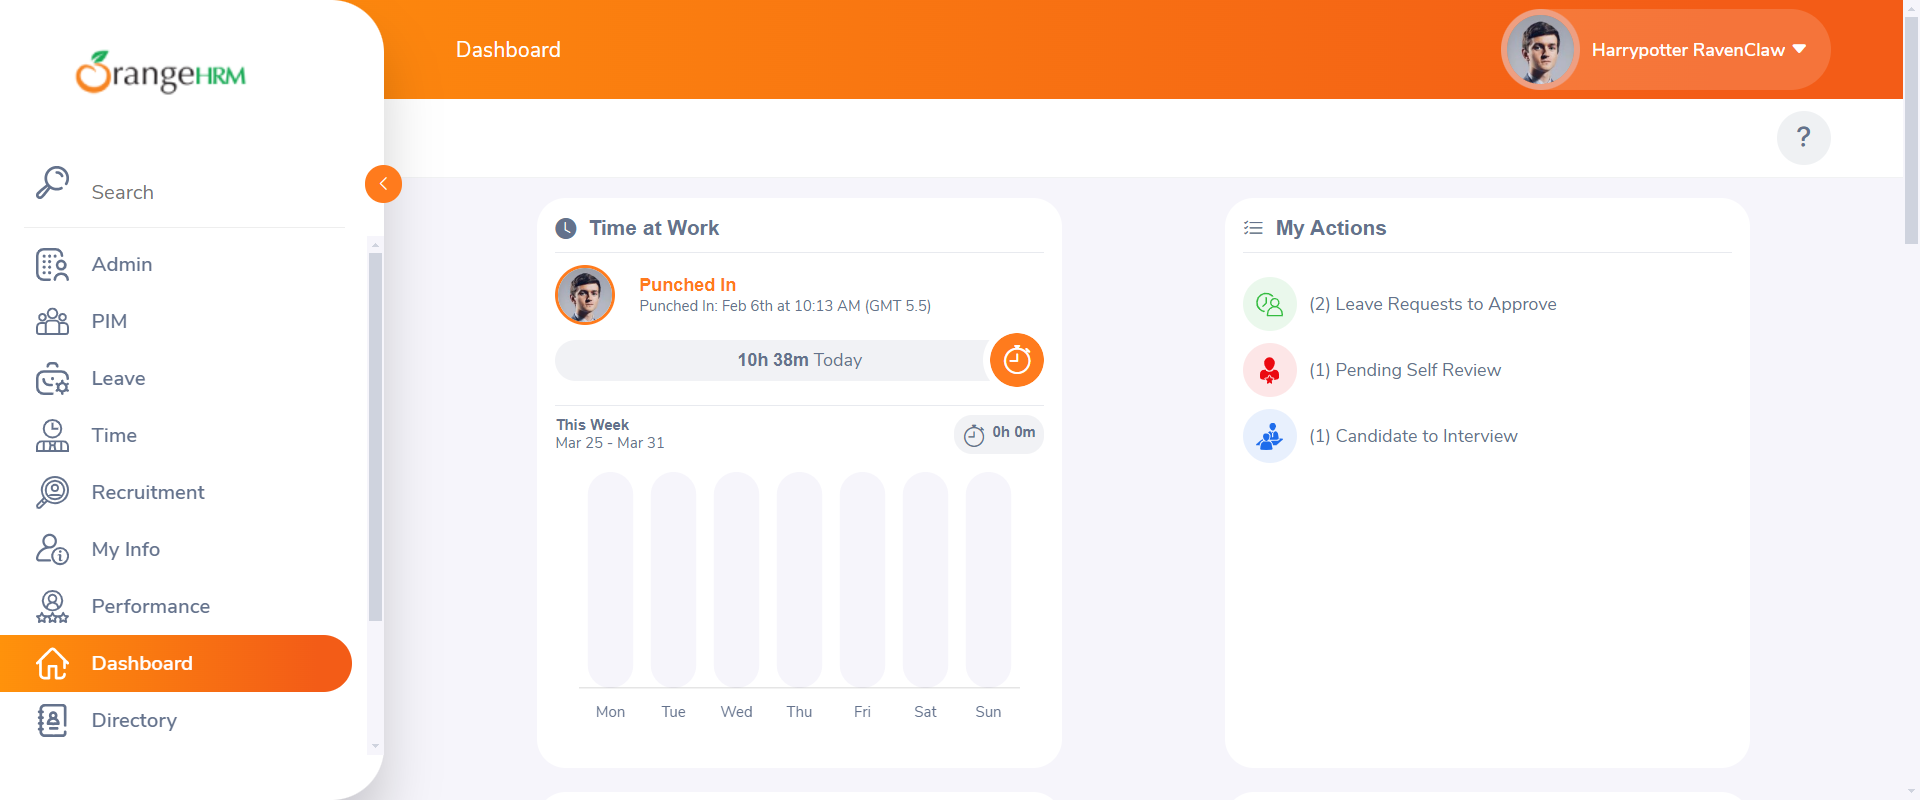 OrangeHRM
Dashboard
Harrypotter RavenClaw
?
Search
Admin
PIM
Leave
Time
Recruitment
My Info
Performance
Dashboard
Directory
Time at Work
Punched In
Punched In: Feb 6th at 10:13 AM (GMT 5.5)
10h 38m Today
This Week
Mar 25 - Mar 31
0h 0m
Mon Tue Wed Thu Fri Sat Sun
My Actions
(2) Leave Requests to Approve
(1) Pending Self Review
(1) Candidate to Interview